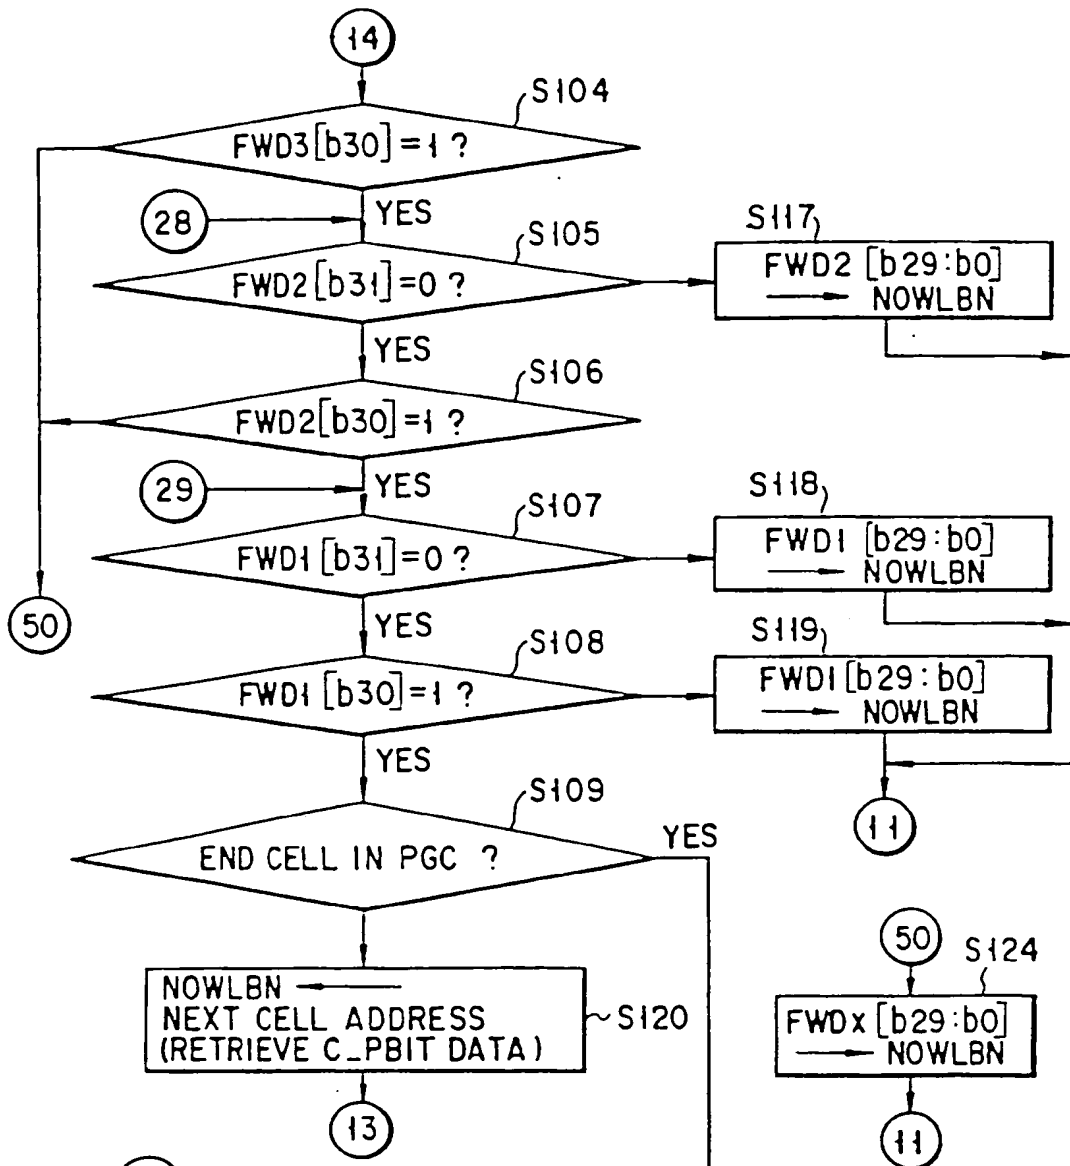 14
S104
FWD3[b30]=1 ?
YES
28
S105
FWD2[b31]=0 ?
S117
FWD2 [b29:b0]
NOWLBN
YES
S106
FWD2[b30]=1 ?
YES
29
S107
FWD1[b31]=0 ?
S118
FWD1 [b29:b0]
NOWLBN
50
YES
S108
FWD1[b30]=1 ?
S119
FWD1[b29:b0]
NOWLBN
YES
11
S109
END CELL IN PGC ?
YES
NOWLBN
NEXT CELL ADDRESS
(RETRIEVE C_PBIT DATA)
S120
13
50
S124
FWDx [b29:b0]
NOWLBN
11